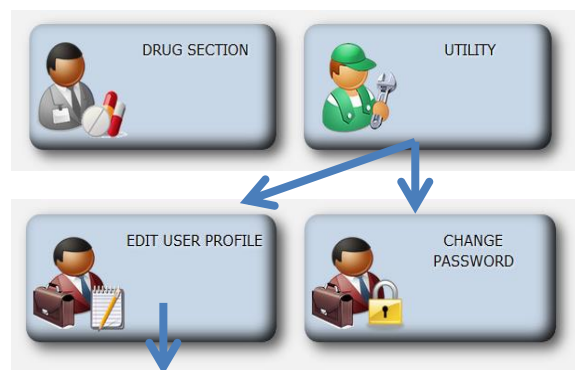 DRUG SECTION
UTILITY
EDIT USER PROFILE
CHANGE
PASSWORD